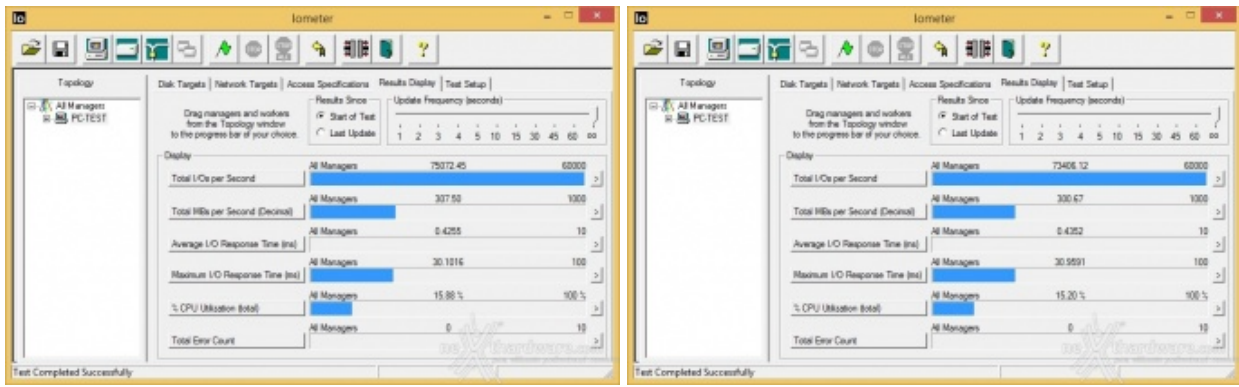 Io Iometer
Topology
All Managers
PC-TEST
Disk Targets Network Targets Access Specifications Results Display Test Setup
Drag managers and workers
from the Topology window
to the progress bar of your choice.
Results Since
Start of Test
Last Update
Update Frequency (seconds)
1 2 3 4 5 10 15 30 45 60 oo
Display
All Managers 75072.45 60000
Total I/Os per Second
All Managers 307.50 1000
Total MBs per Second (Decimal)
All Managers 0.4255 10
Average I/O Response Time (ms)
All Managers 30.1016 100
Maximum I/O Response Time (ms)
All Managers 15.88 % 100 %
% CPU Utilization (total)
All Managers 0 10
Total Error Count
nexthardware.com
Test Completed Successfully
Io Iometer
Topology
All Managers
PC-TEST
Disk Targets Network Targets Access Specifications Results Display Test Setup
Drag managers and workers
from the Topology window
to the progress bar of your choice.
Results Since
Start of Test
Last Update
Update Frequency (seconds)
1 2 3 4 5 10 15 30 45 60 oo
Display
All Managers 73406.12 60000
Total I/Os per Second
All Managers 300.67 1000
Total MBs per Second (Decimal)
All Managers 0.4352 10
Average I/O Response Time (ms)
All Managers 30.9591 100
Maximum I/O Response Time (ms)
All Managers 15.20 % 100 %
% CPU Utilization (total)
All Managers 0 10
Total Error Count
nexthardware.com
Test Completed Successfully